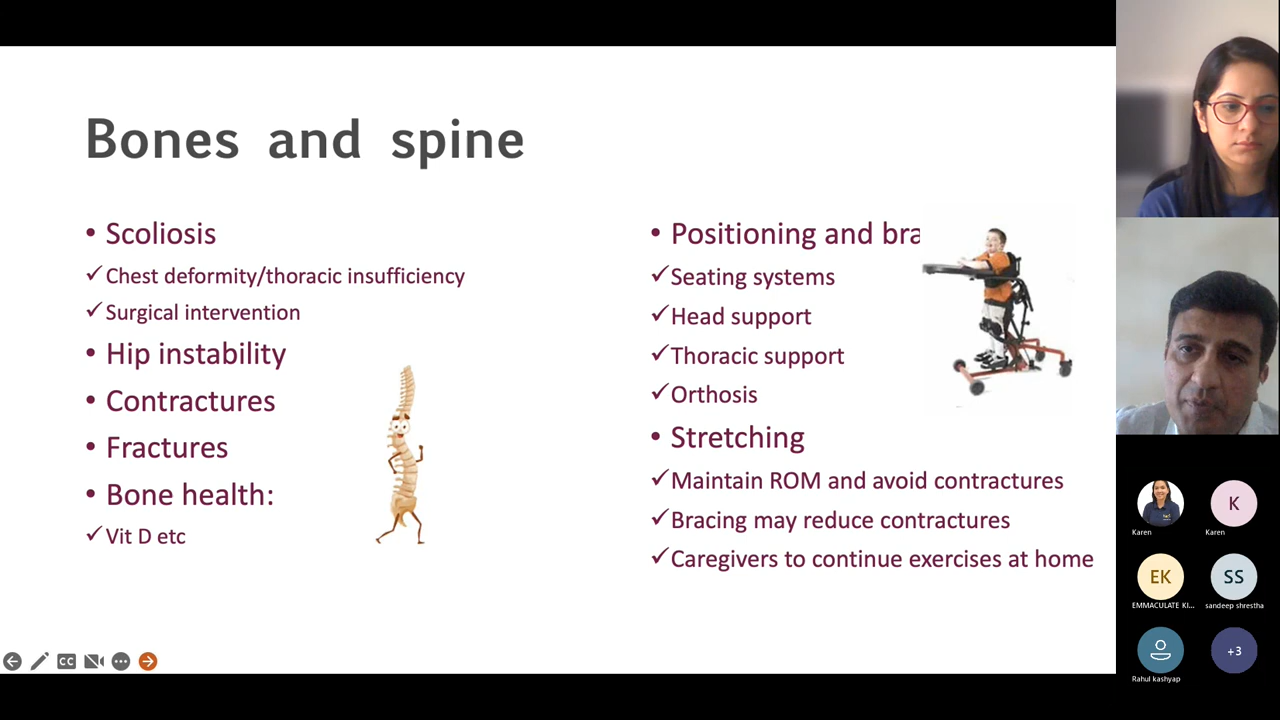 Bones and spine
• Scoliosis
✓Chest deformity/thoracic insufficiency
✓Surgical intervention
• Hip instability
• Contractures
• Fractures
• Bone health:
✓Vit D etc
• Positioning and bra
✓Seating systems
✓Head support
✓Thoracic support
✓Orthosis
• Stretching
✓Maintain ROM and avoid contractures
✓Bracing may reduce contractures
✓Caregivers to continue exercises at home
CC
K
Karen
Karen
EK
SS
EMMACULATE KI...
sandeep shrestha
+3
Rahul kashyap